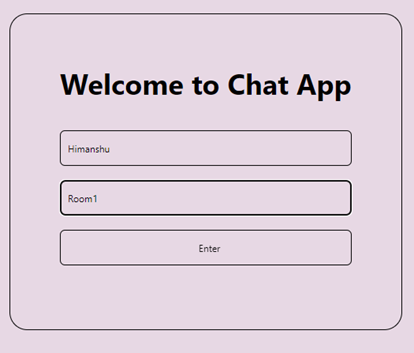 Welcome to Chat App
Himanshu
Room1
Enter